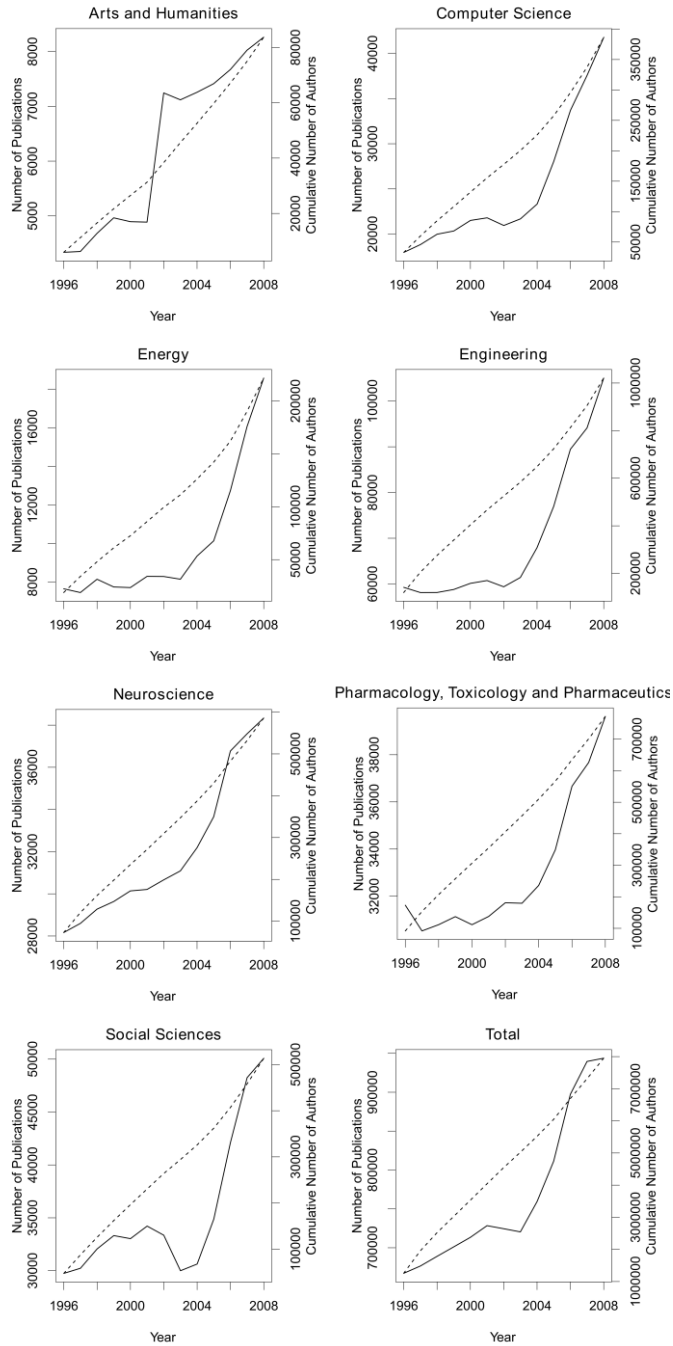 Arts and Humanities
Number of Publications
5000 6000 7000 8000
20000 40000 60000 80000
Cumulative Number of Authors
1996 2000 2004 2008
Year
Computer Science
Number of Publications
20000 30000 40000
50000 150000 250000 350000
Cumulative Number of Authors
1996 2000 2004 2008
Year
Energy
Number of Publications
8000 12000 16000
50000 100000 200000
Cumulative Number of Authors
1996 2000 2004 2008
Year
Engineering
Number of Publications
60000 80000 100000
200000 600000 1000000
Cumulative Number of Authors
1996 2000 2004 2008
Year
Neuroscience
Number of Publications
28000 32000 36000
100000 300000 500000
Cumulative Number of Authors
1996 2000 2004 2008
Year
Pharmacology, Toxicology and Pharmaceutics
Number of Publications
32000 34000 36000 38000
100000 300000 500000 700000
Cumulative Number of Authors
1996 2000 2004 2008
Year
Social Sciences
Number of Publications
30000 35000 40000 45000 50000
100000 300000 500000
Cumulative Number of Authors
1996 2000 2004 2008
Year
Total
Number of Publications
700000 800000 900000
1000000 3000000 5000000 7000000
Cumulative Number of Authors
1996 2000 2004 2008
Year